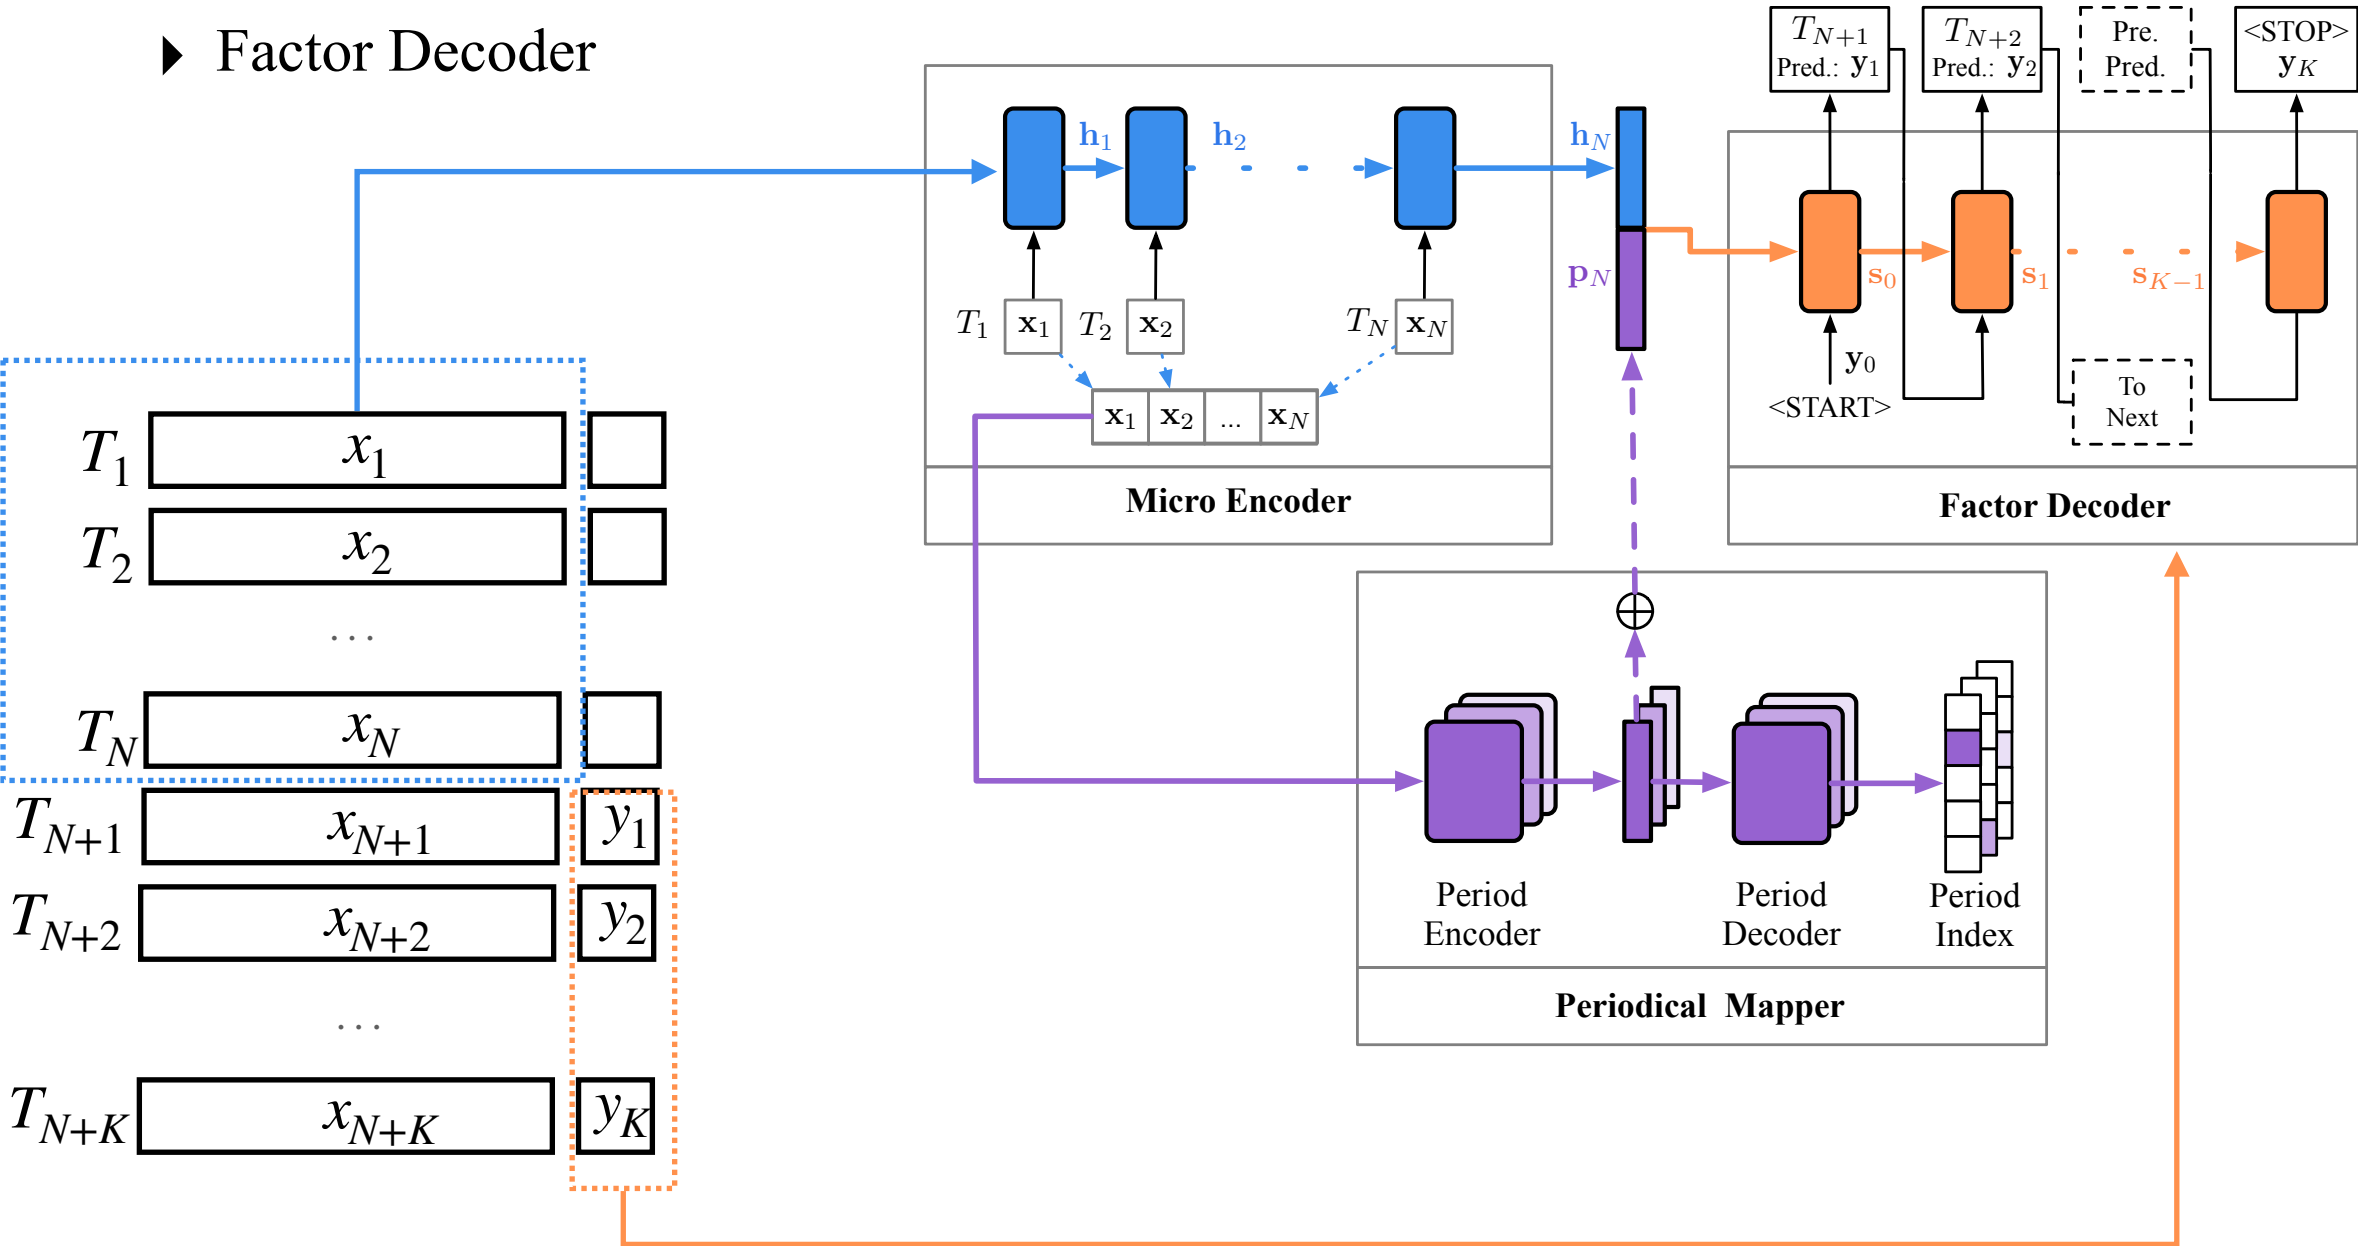 Factor Decoder
T_1 x_1
T_2 x_2
...
T_N x_N
T_{N+1} x_{N+1} y_1
T_{N+2} x_{N+2} y_2
...
T_{N+K} x_{N+K} y_K
h_1 h_2
T_1 x_1 T_2 x_2 T_N x_N
x_1 x_2 ... x_N
Micro Encoder
h_N
p_N
T_{N+1}
Pred.: y_1
T_{N+2}
Pred.: y_2
Pre.
Pred.
<STOP>
y_K
s_0 s_1 s_{K-1}
y_0
<START>
To
Next
Factor Decoder
Period
Encoder
Period
Decoder
Period
Index
Periodical Mapper